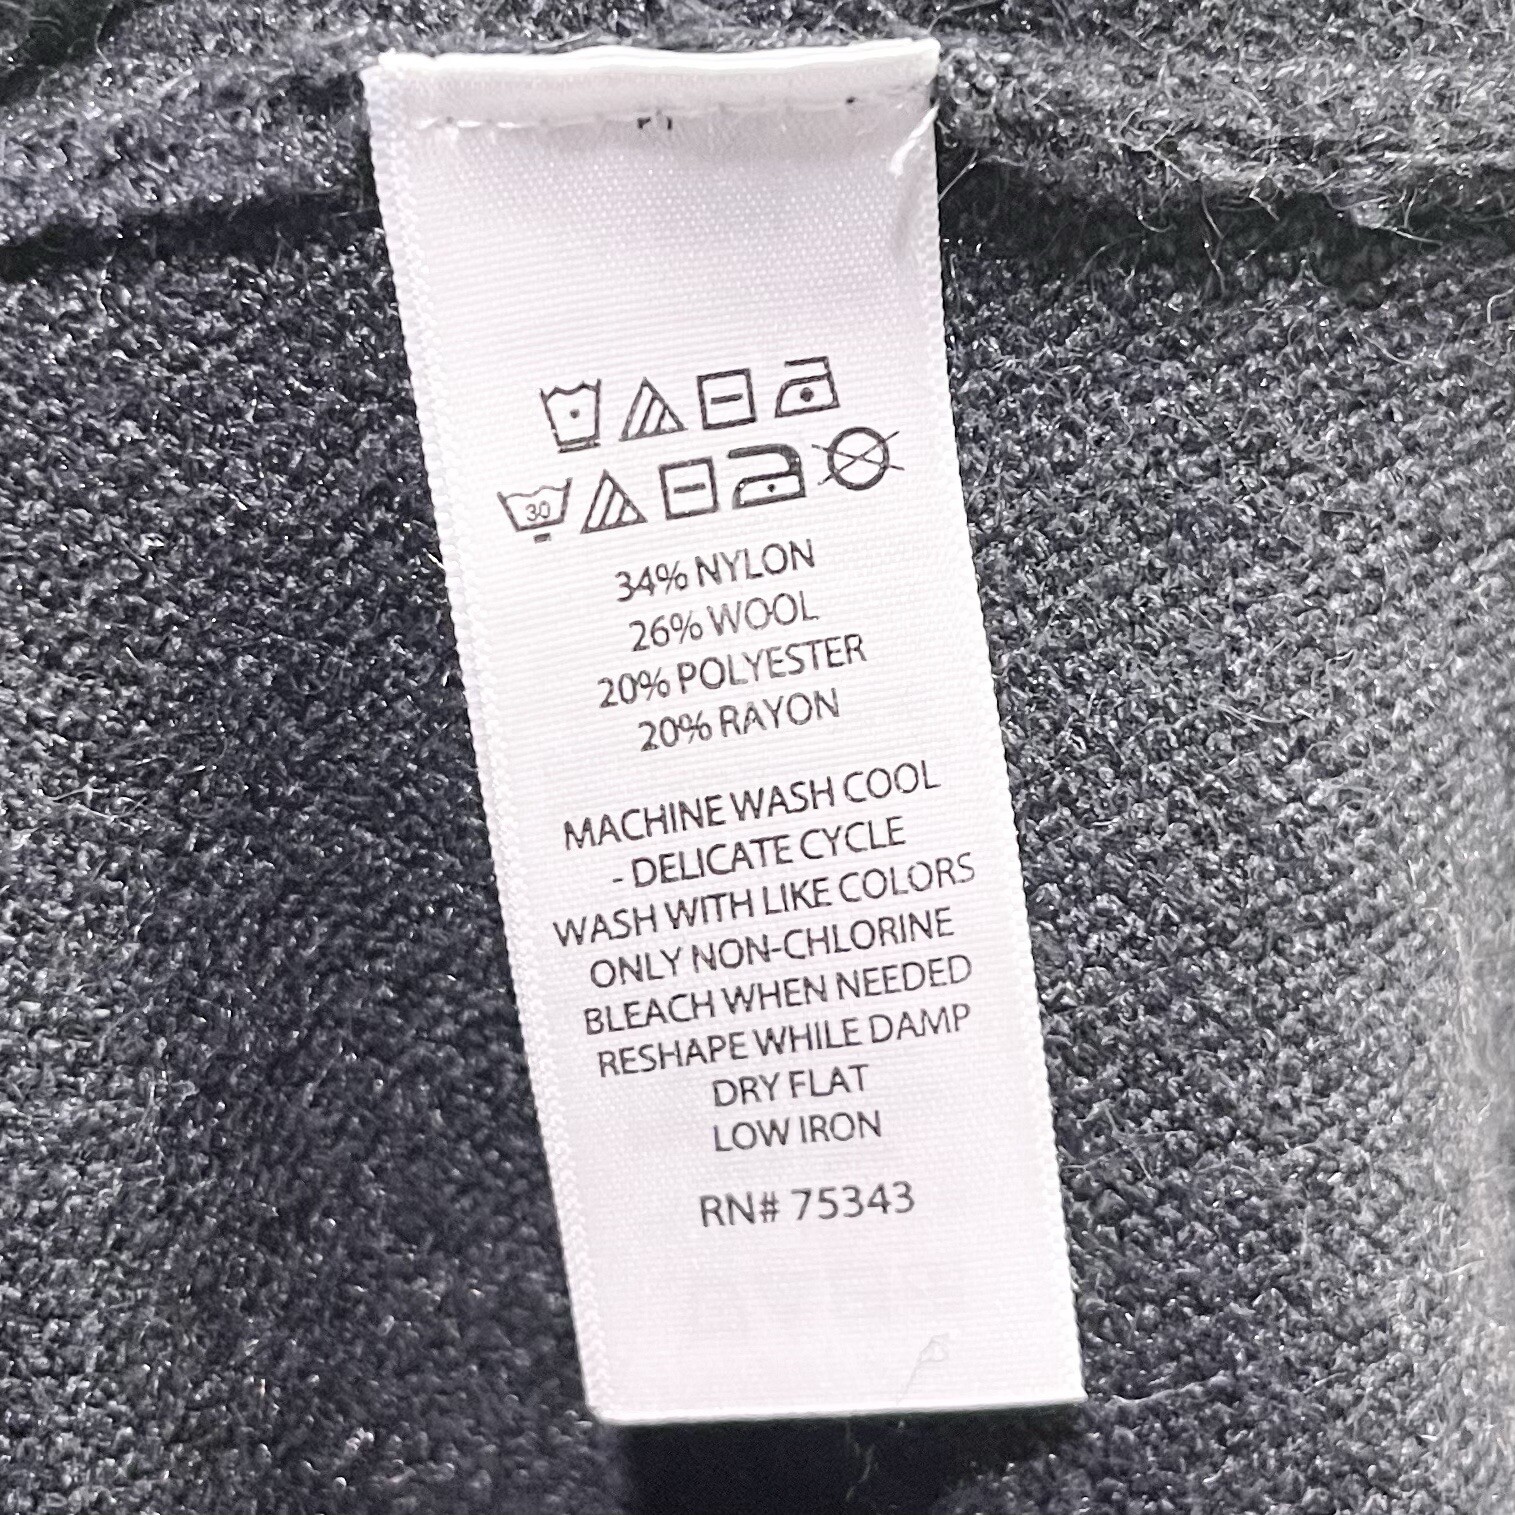 30
34% NYLON
26% WOOL
20% POLYESTER
20% RAYON
MACHINE WASH COOL
- DELICATE CYCLE
WASH WITH LIKE COLORS
ONLY NON-CHLORINE
BLEACH WHEN NEEDED
RESHAPE WHILE DAMP
DRY FLAT
LOW IRON
RN# 75343